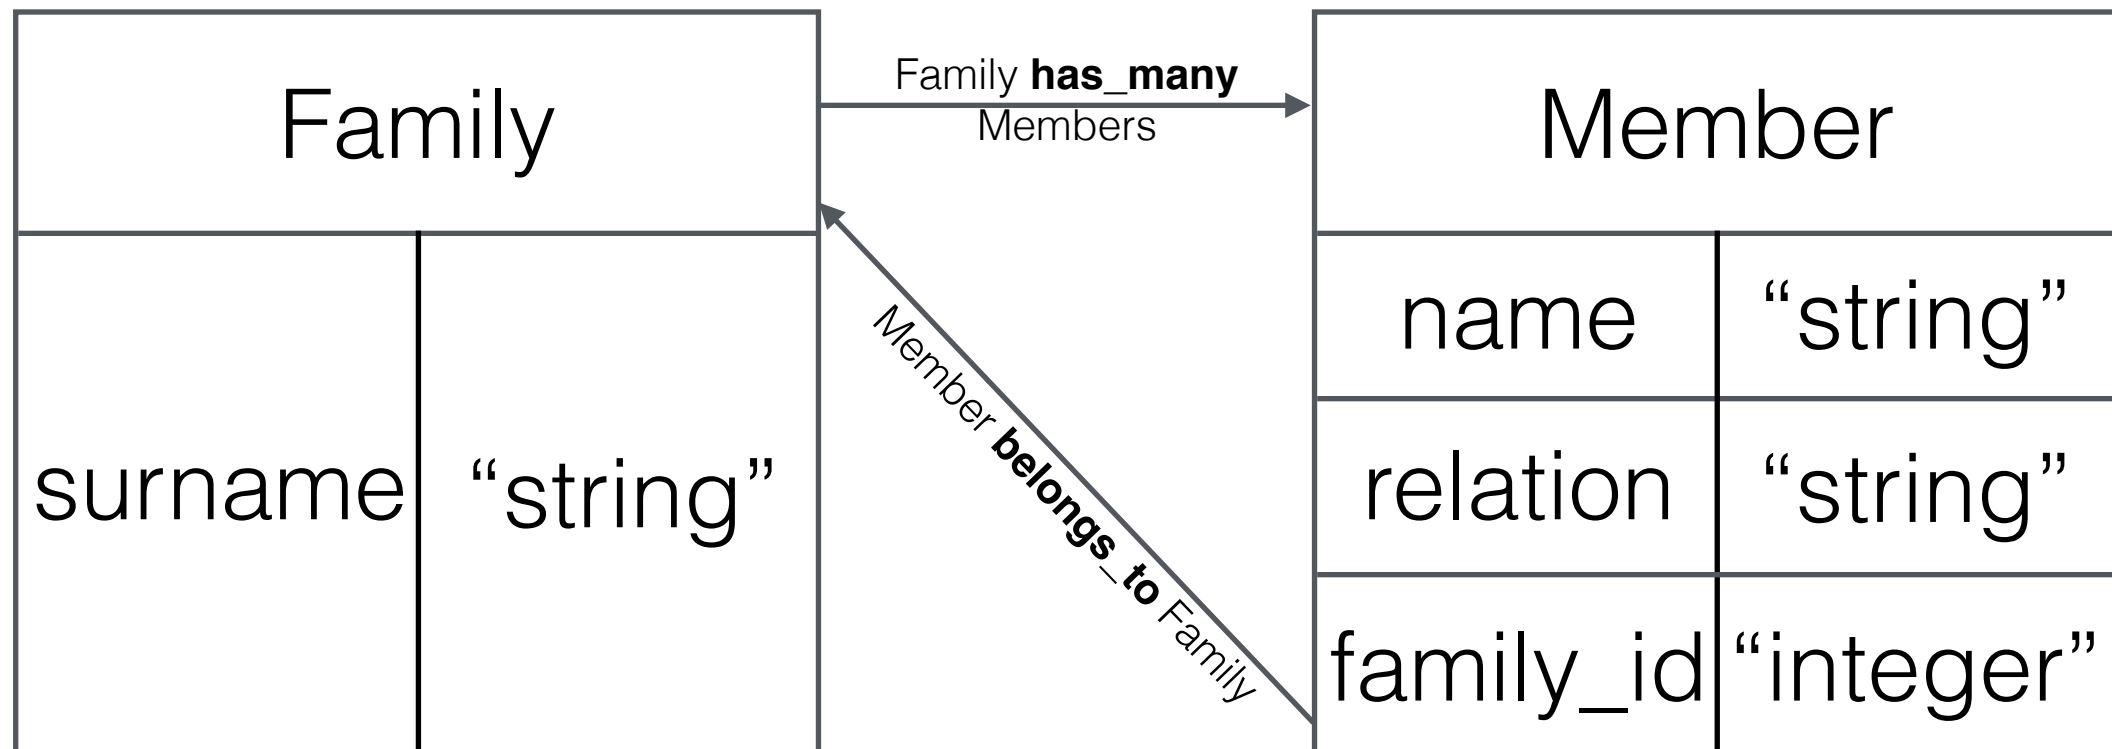 Family
surname “string”
Family has_many
Members
Member belongs_to Family
Member
name “string”
relation “string”
family_id “integer”